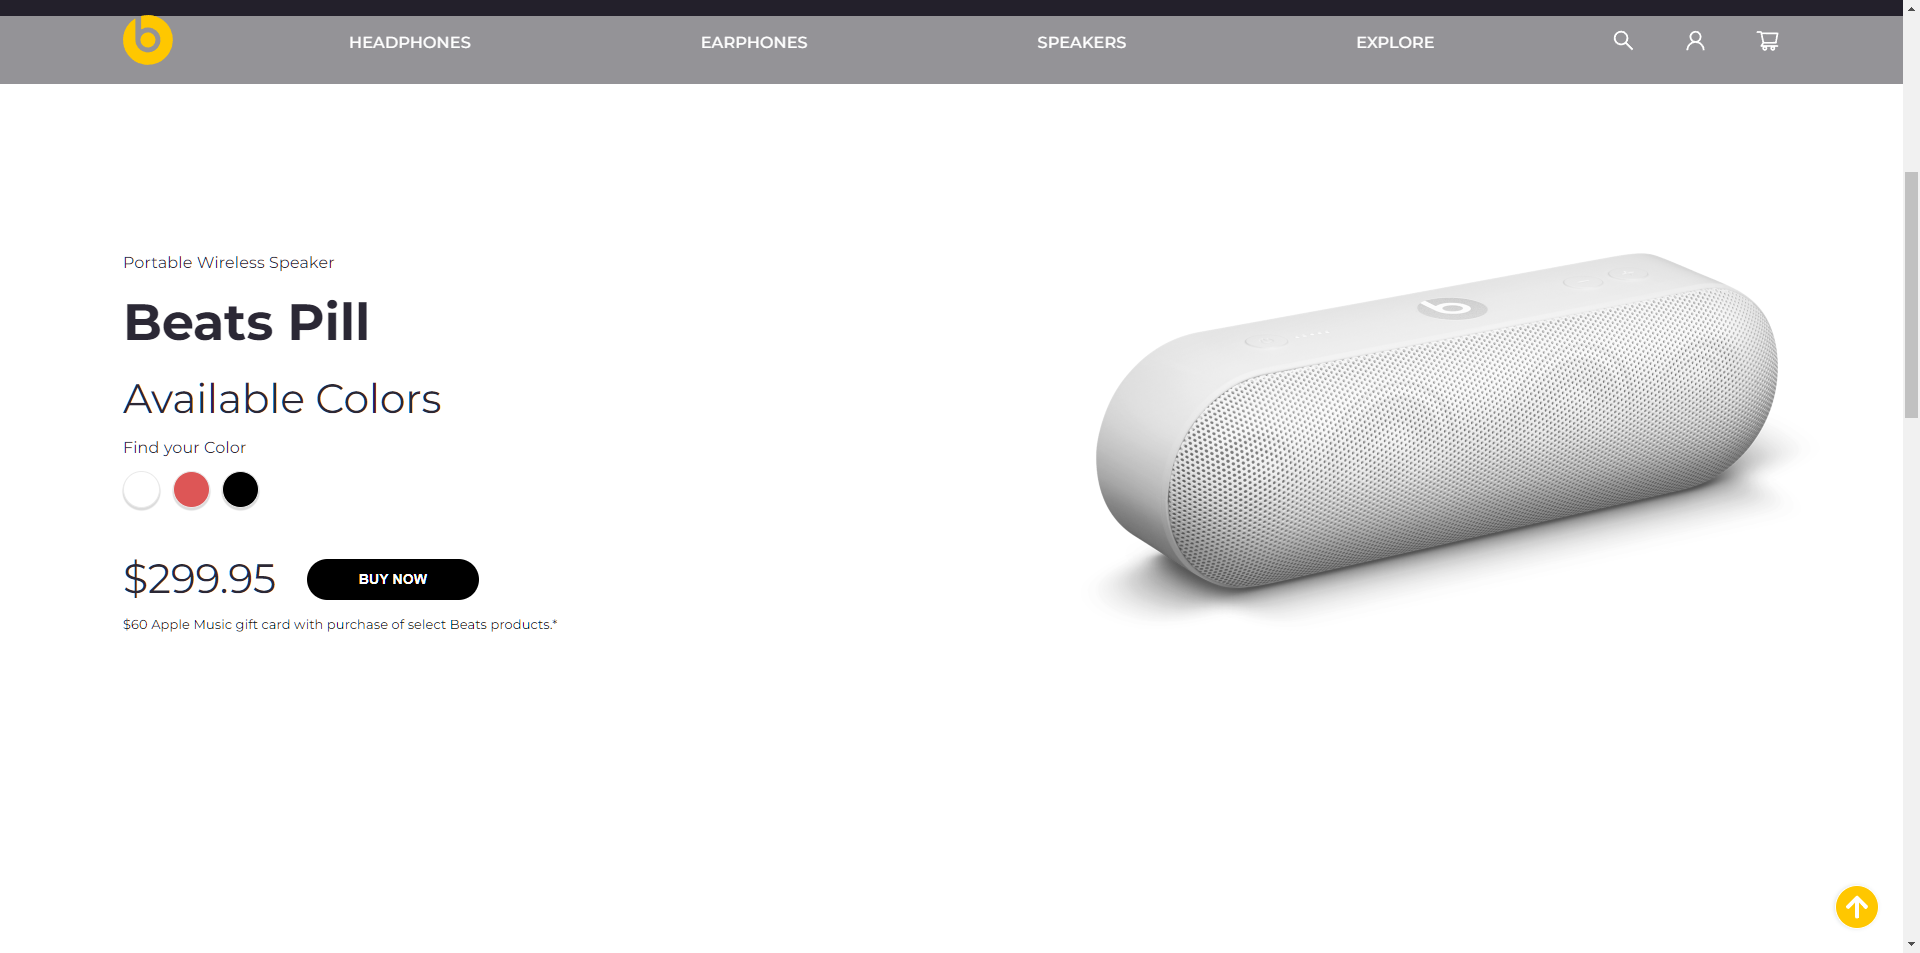 HEADPHONES EARPHONES SPEAKERS EXPLORE
Portable Wireless Speaker
Beats Pill
Available Colors
Find your Color
$299.95 BUY NOW
$60 Apple Music gift card with purchase of select Beats products.*